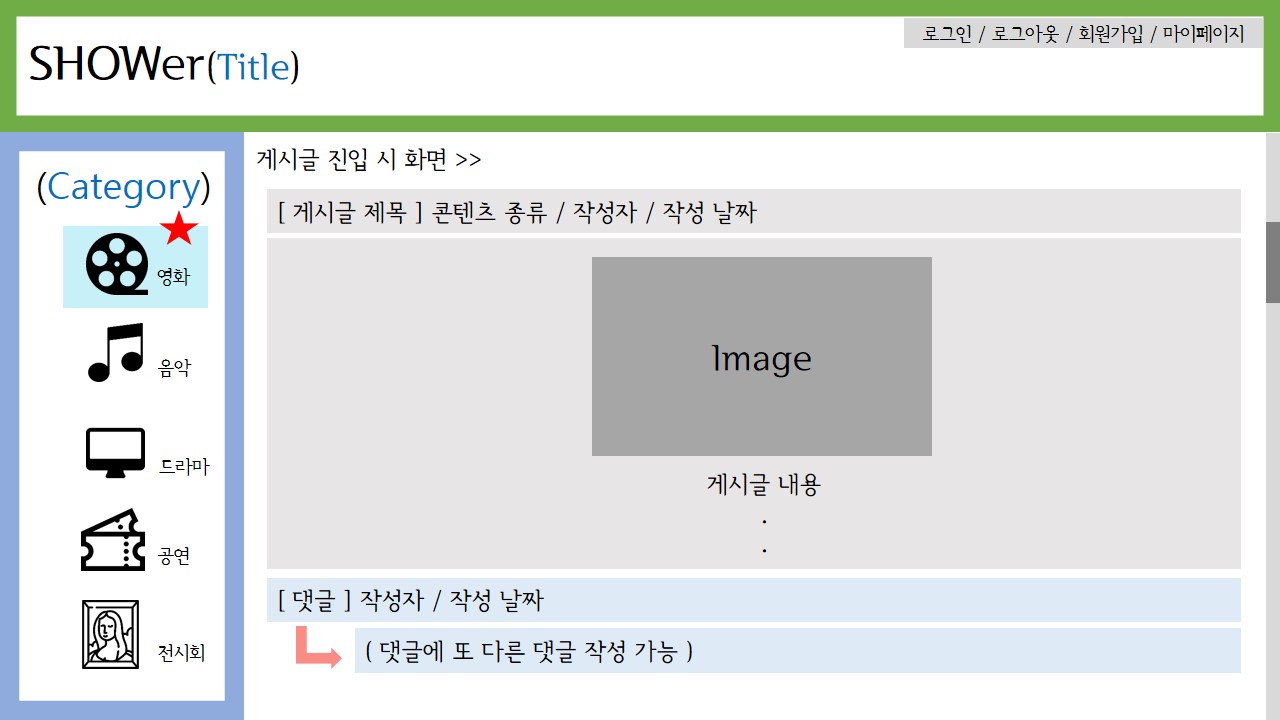 SHOWer(Title)
로그인 / 로그아웃 / 회원가입 / 마이페이지
(Category)
영화
음악
드라마
공연
전시회
게시글 진입 시 화면 >>
[ 게시글 제목 ] 콘텐츠 종류 / 작성자 / 작성 날짜
Image
게시글 내용
.
.
[ 댓글 ] 작성자 / 작성 날짜
( 댓글에 또 다른 댓글 작성 가능 )